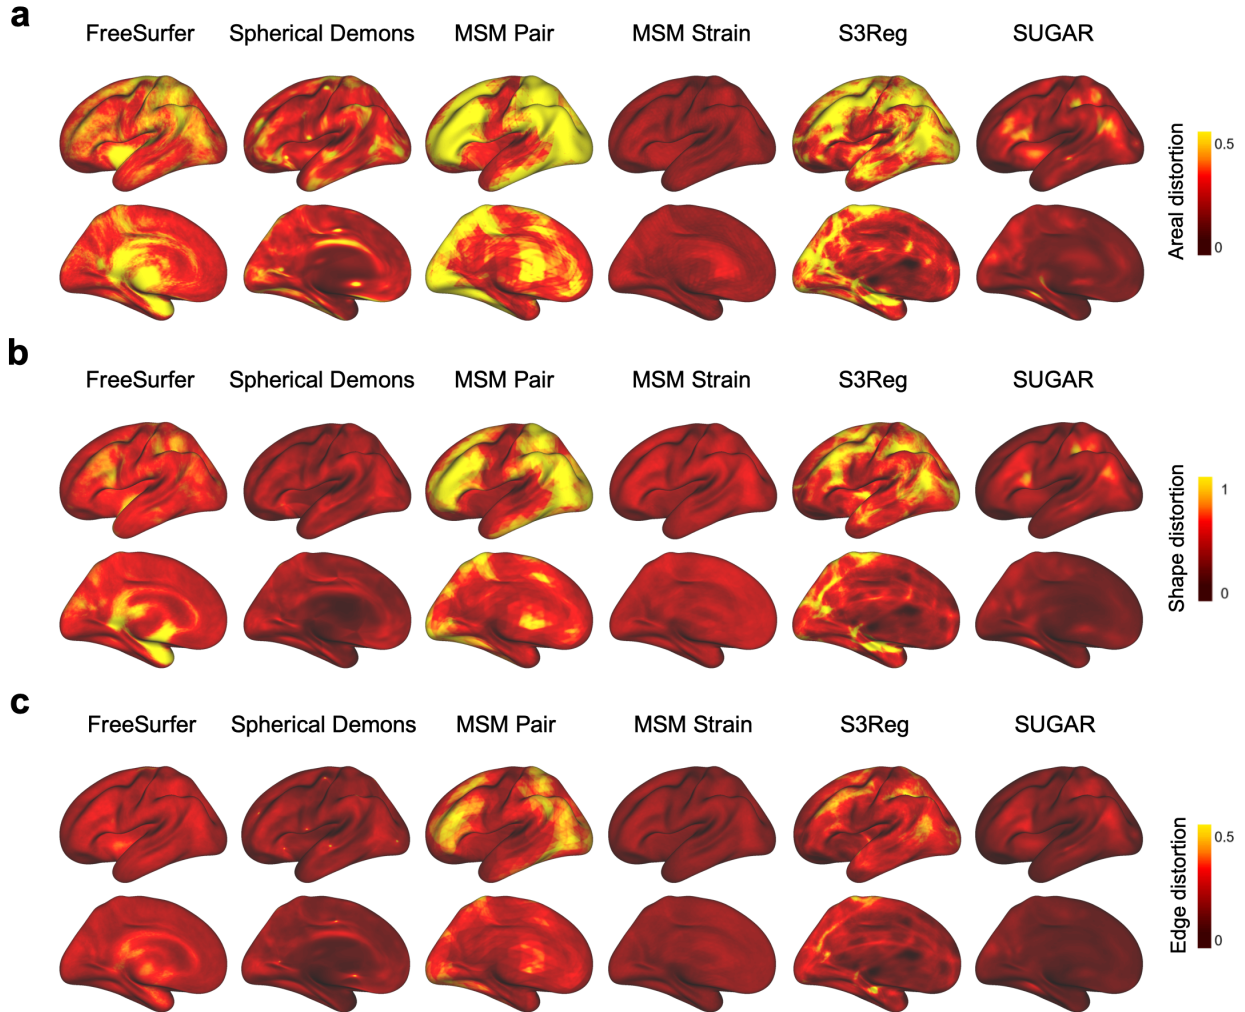 a
FreeSurfer Spherical Demons MSM Pair MSM Strain S3Reg SUGAR
0.5
Areal distortion
0
b
FreeSurfer Spherical Demons MSM Pair MSM Strain S3Reg SUGAR
1
Shape distortion
0
c
FreeSurfer Spherical Demons MSM Pair MSM Strain S3Reg SUGAR
0.5
Edge distortion
0